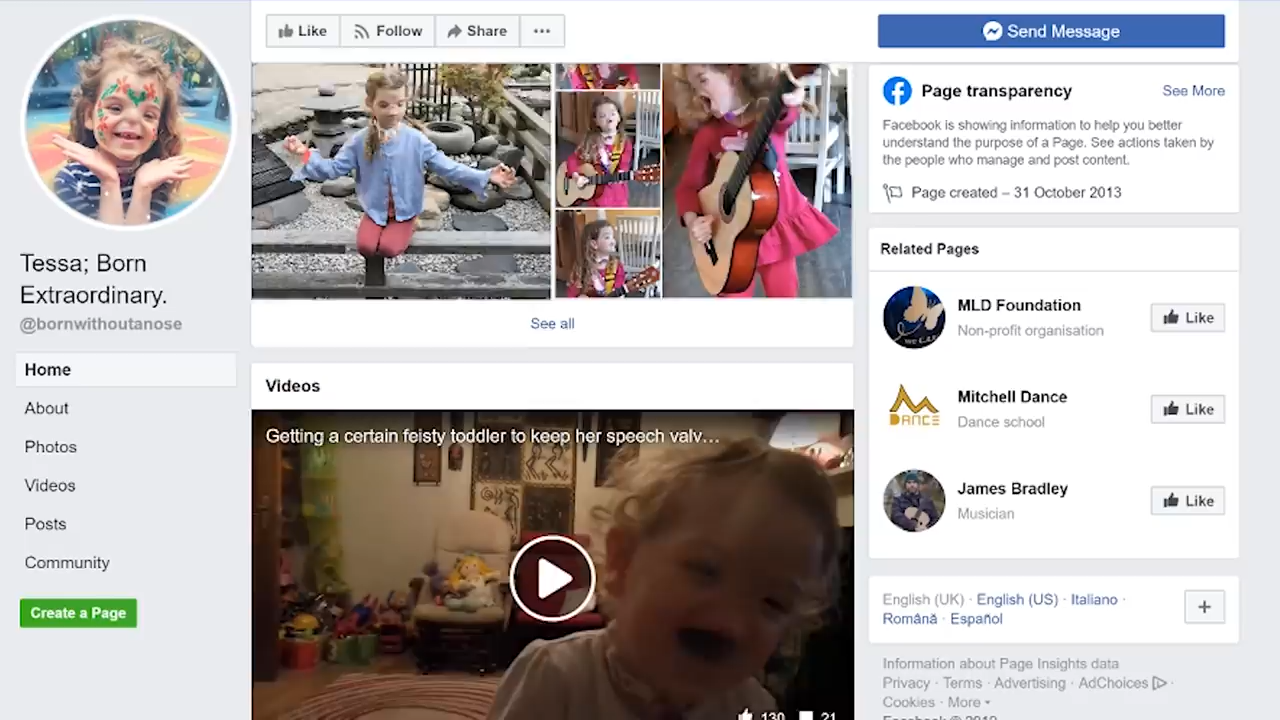 Like
Follow
Share
Send Message
Tessa; Born
Extraordinary.
@bornwithoutanose
Home
About
Photos
Videos
Posts
Community
Create a Page
See all
Videos
Getting a certain feisty toddler to keep her speech valv...
130
21
Page transparency
See More
Facebook is showing information to help you better
understand the purpose of a Page. See actions taken by
the people who manage and post content.
Page created – 31 October 2013
Related Pages
MLD Foundation
Non-profit organisation
Like
Mitchell Dance
Dance school
Like
DANCE
James Bradley
Musician
Like
English (UK) · English (US) · Italiano ·
Română · Español
Information about Page Insights data
Privacy · Terms · Advertising · AdChoices ·
Cookies · More
Facebook © 2019